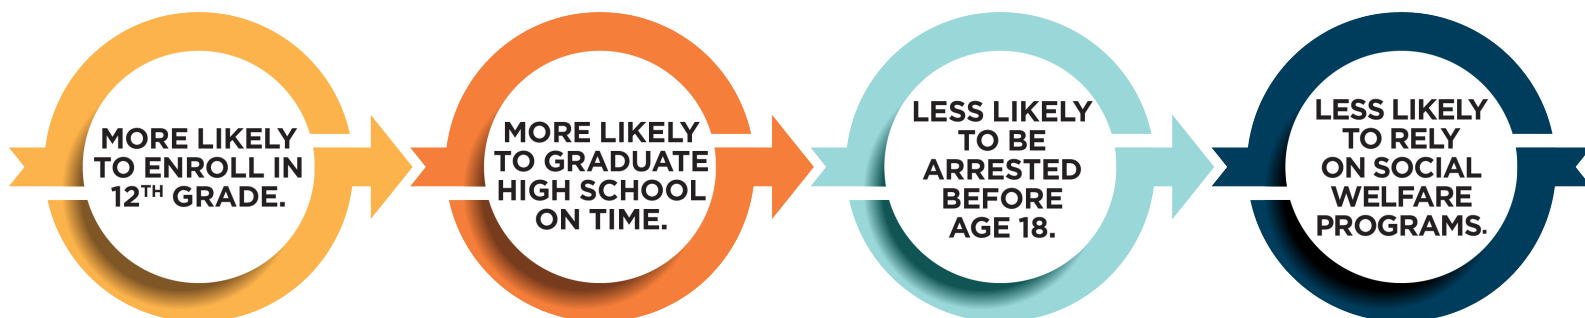 MORE LIKELY
TO ENROLL IN
12TH GRADE.
MORE LIKELY
TO GRADUATE
HIGH SCHOOL
ON TIME.
LESS LIKELY
TO BE
ARRESTED
BEFORE
AGE 18.
LESS LIKELY
TO RELY
ON SOCIAL
WELFARE
PROGRAMS.